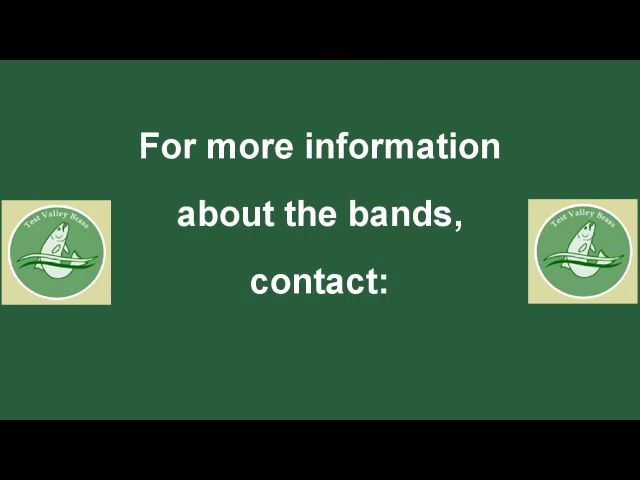 For more information
about the bands,
contact:
Test Valley Brass
Test Valley Brass